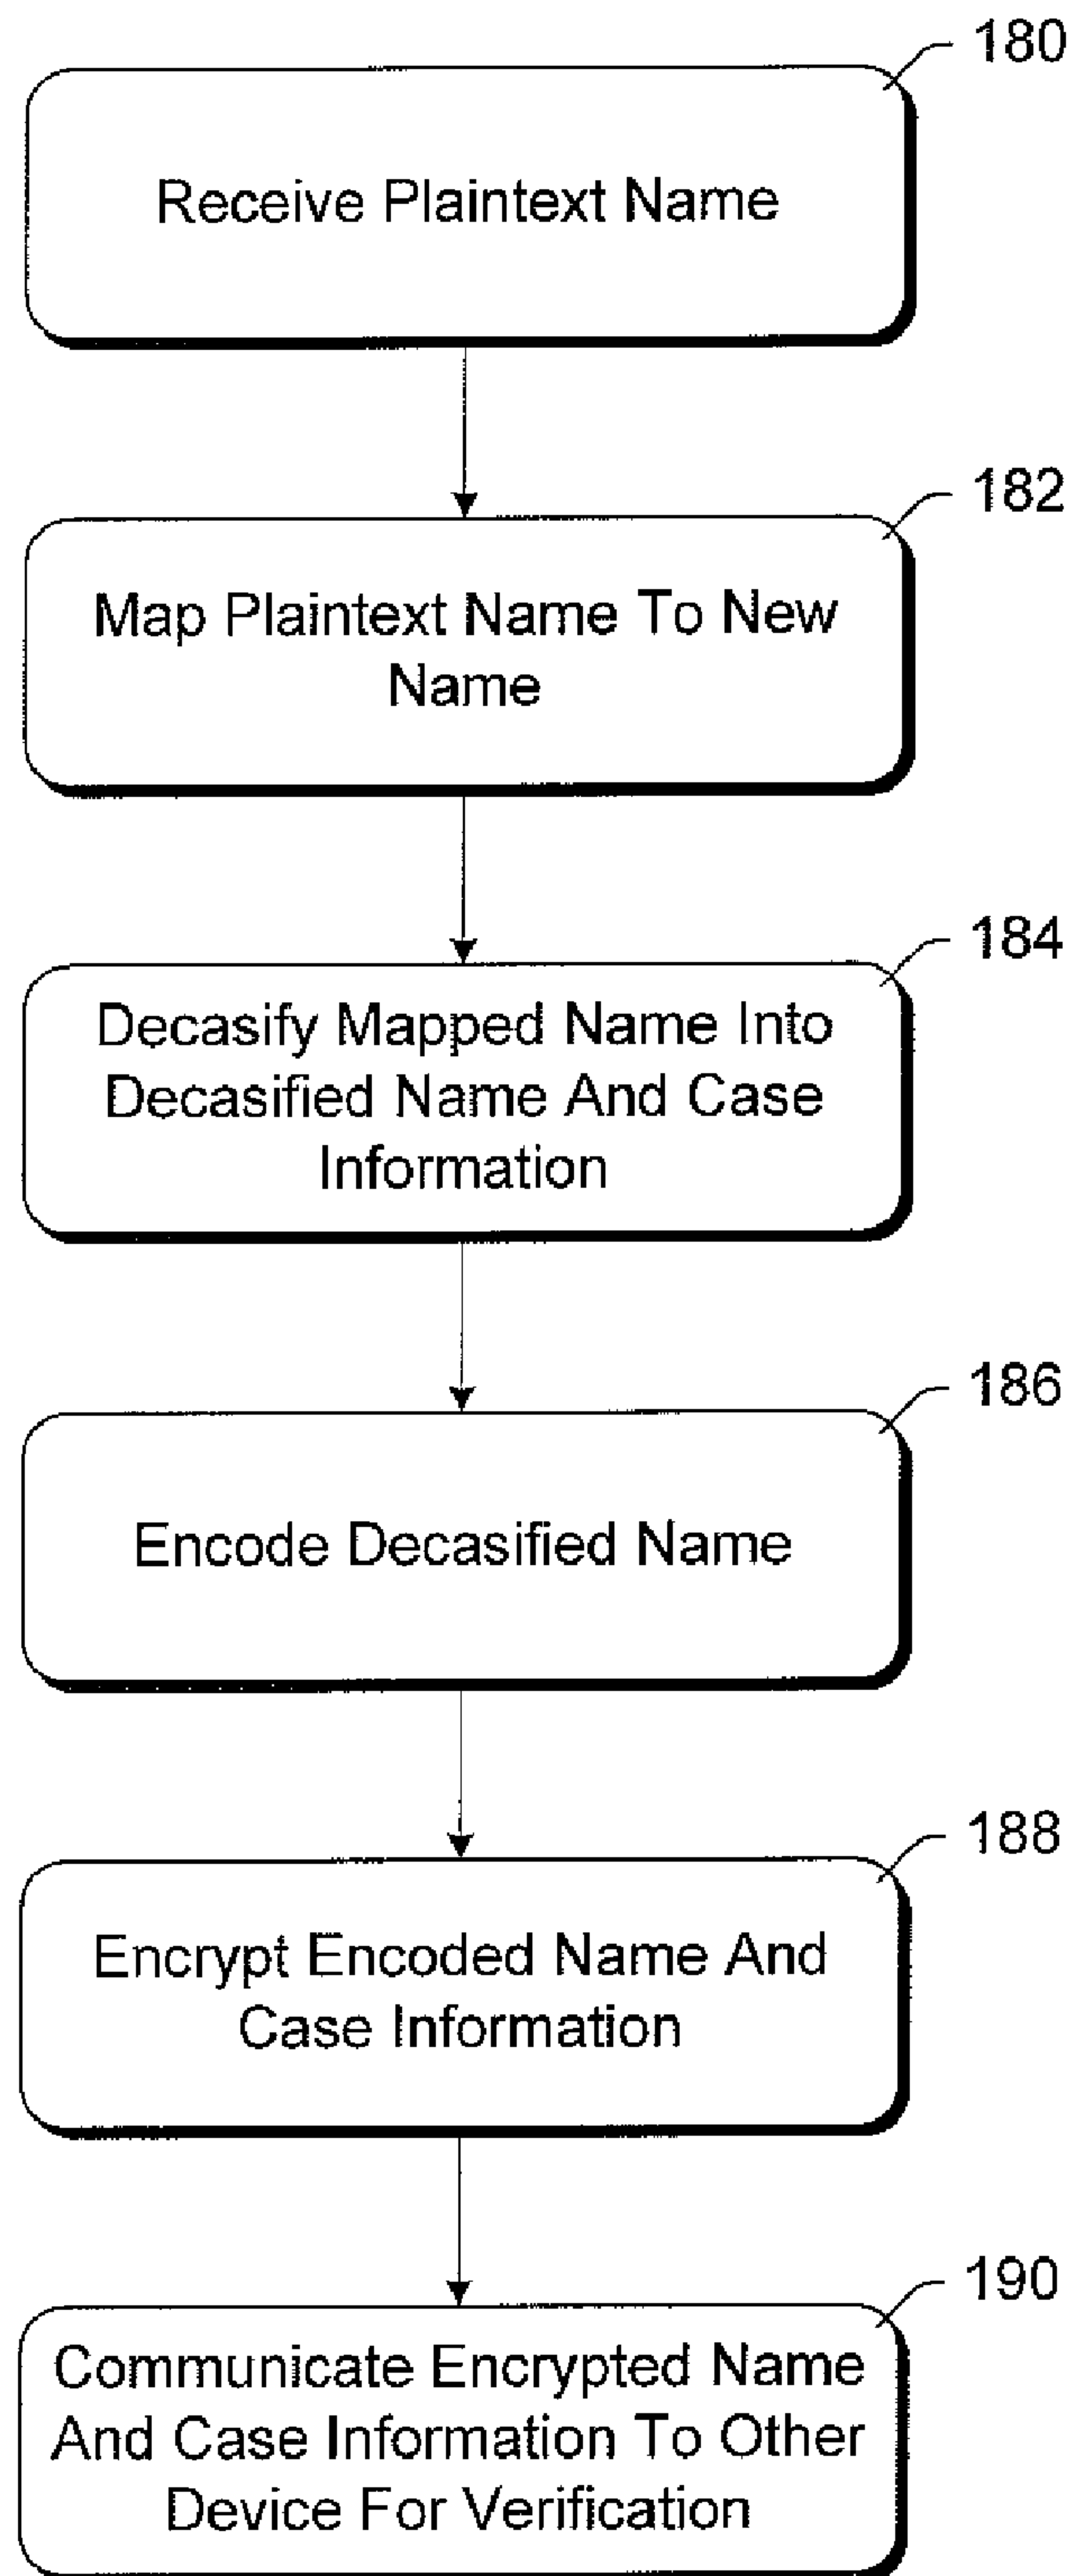 180
Receive Plaintext Name
182
Map Plaintext Name To New
Name
184
Decasify Mapped Name Into
Decasified Name And Case
Information
186
Encode Decasified Name
188
Encrypt Encoded Name And
Case Information
190
Communicate Encrypted Name
And Case Information To Other
Device For Verification